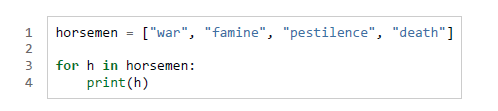 1 horsemen = ["war", "famine", "pestilence", "death"]
2
3 for h in horsemen:
4     print(h)